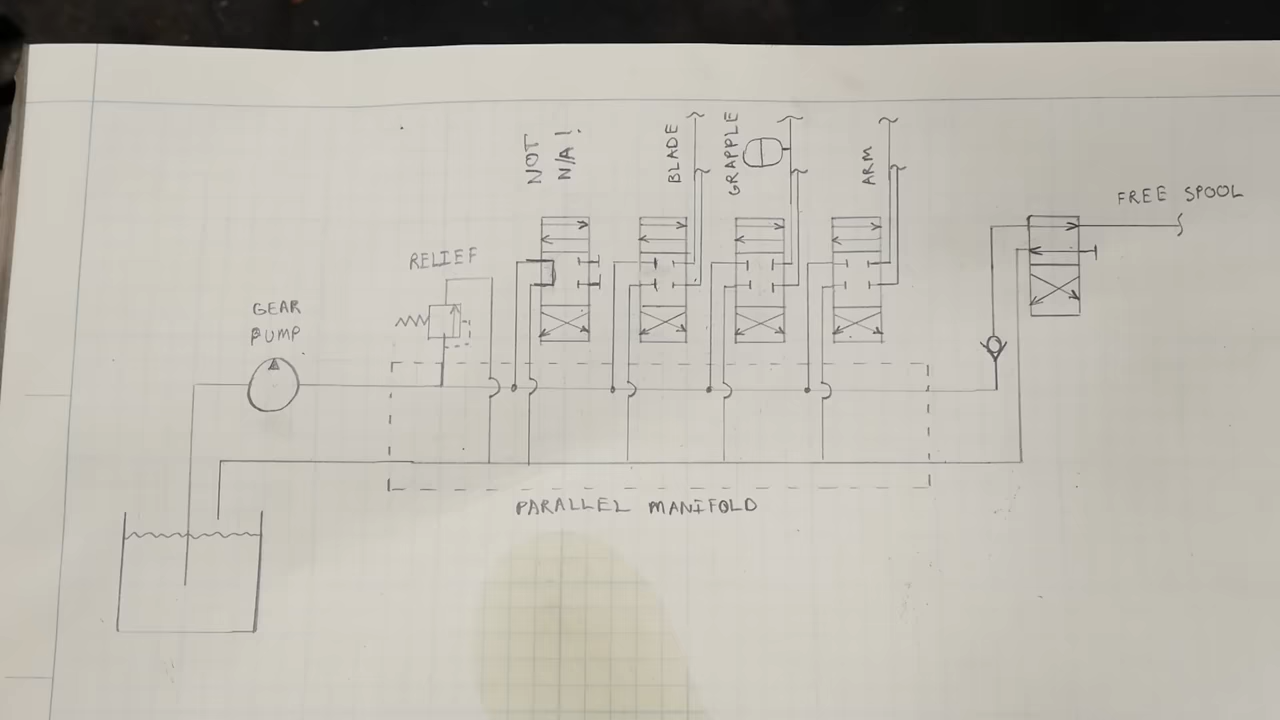 NOT
N/A!
BLADE
GRAPPLE
ARM
FREE SPOOL
RELIEF
GEAR
PUMP
PARALLEL MANIFOLD